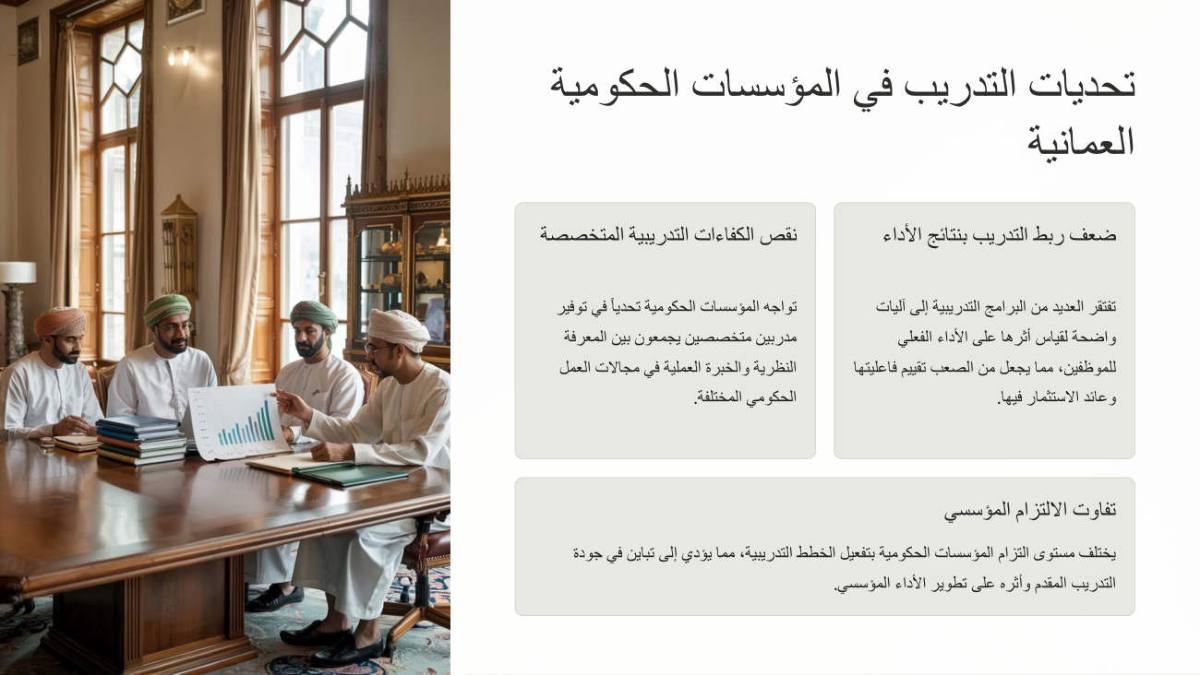 تحديات التدريب في المؤسسات الحكومية
العمانية
ضعف ربط التدريب بنتائج الأداء
تفتقر العديد من البرامج التدريبية إلى آليات
واضحة لقياس أثرها على الأداء الفعلي
للموظفين، مما يجعل من الصعب تقييم فاعليتها
وعائد الاستثمار فيها.
نقص الكفاءات التدريبية المتخصصة
تواجه المؤسسات الحكومية تحدياً في توفير
مدربين متخصصين يجمعون بين المعرفة
النظرية والخبرة العملية في مجالات العمل
الحكومي المختلفة.
تفاوت الالتزام المؤسسي
يختلف مستوى التزام المؤسسات الحكومية بتفعيل الخطط التدريبية، مما يؤدي إلى تباين في جودة
التدريب المقدم وأثره على تطوير الأداء المؤسسي.